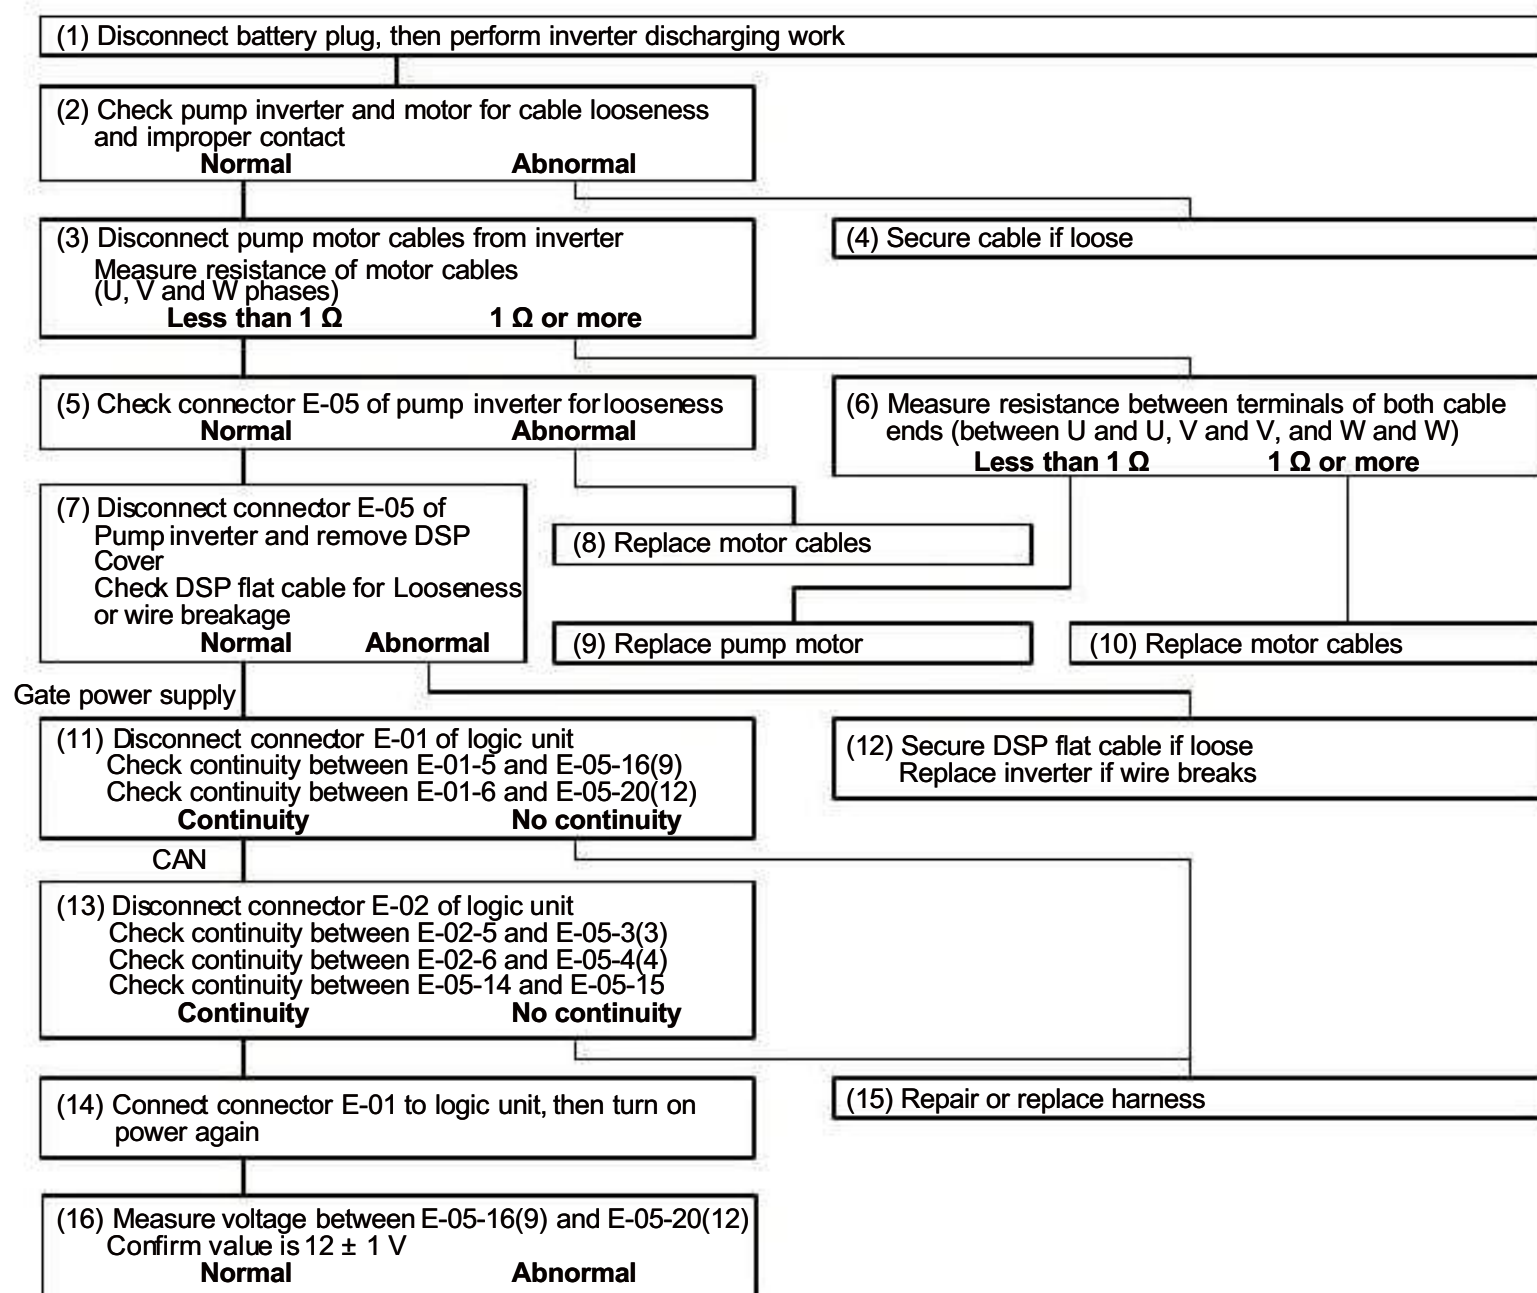 (1) Disconnect battery plug, then perform inverter discharging work
(2) Check pump inverter and motor for cable looseness
and improper contact
Normal Abnormal
(3) Disconnect pump motor cables from inverter
Measure resistance of motor cables
(U, V and W phases)
Less than 1 Ω 1 Ω or more
(4) Secure cable if loose
(5) Check connector E-05 of pump inverter for looseness
Normal Abnormal
(6) Measure resistance between terminals of both cable
ends (between U and U, V and V, and W and W)
Less than 1 Ω 1 Ω or more
(7) Disconnect connector E-05 of
Pump inverter and remove DSP
Cover
Check DSP flat cable for Looseness
or wire breakage
Normal Abnormal
(8) Replace motor cables
(9) Replace pump motor
(10) Replace motor cables
Gate power supply
(11) Disconnect connector E-01 of logic unit
Check continuity between E-01-5 and E-05-16(9)
Check continuity between E-01-6 and E-05-20(12)
Continuity No continuity
(12) Secure DSP flat cable if loose
Replace inverter if wire breaks
CAN
(13) Disconnect connector E-02 of logic unit
Check continuity between E-02-5 and E-05-3(3)
Check continuity between E-02-6 and E-05-4(4)
Check continuity between E-05-14 and E-05-15
Continuity No continuity
(14) Connect connector E-01 to logic unit, then turn on
power again
(15) Repair or replace harness
(16) Measure voltage between E-05-16(9) and E-05-20(12)
Confirm value is 12 ± 1 V
Normal Abnormal